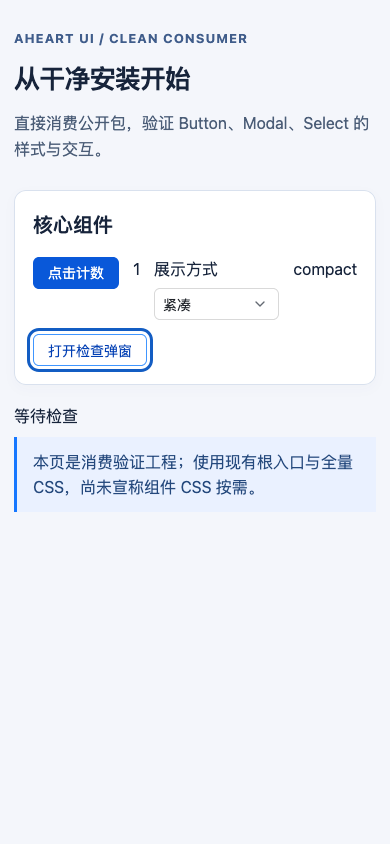 AHEART UI / CLEAN CONSUMER
从干净安装开始
直接消费公开包，验证 Button、Modal、Select 的
样式与交互。
核心组件
点击计数
1
展示方式
compact
紧凑
打开检查弹窗
等待检查
本页是消费验证工程；使用现有根入口与全量
CSS，尚未宣称组件 CSS 按需。